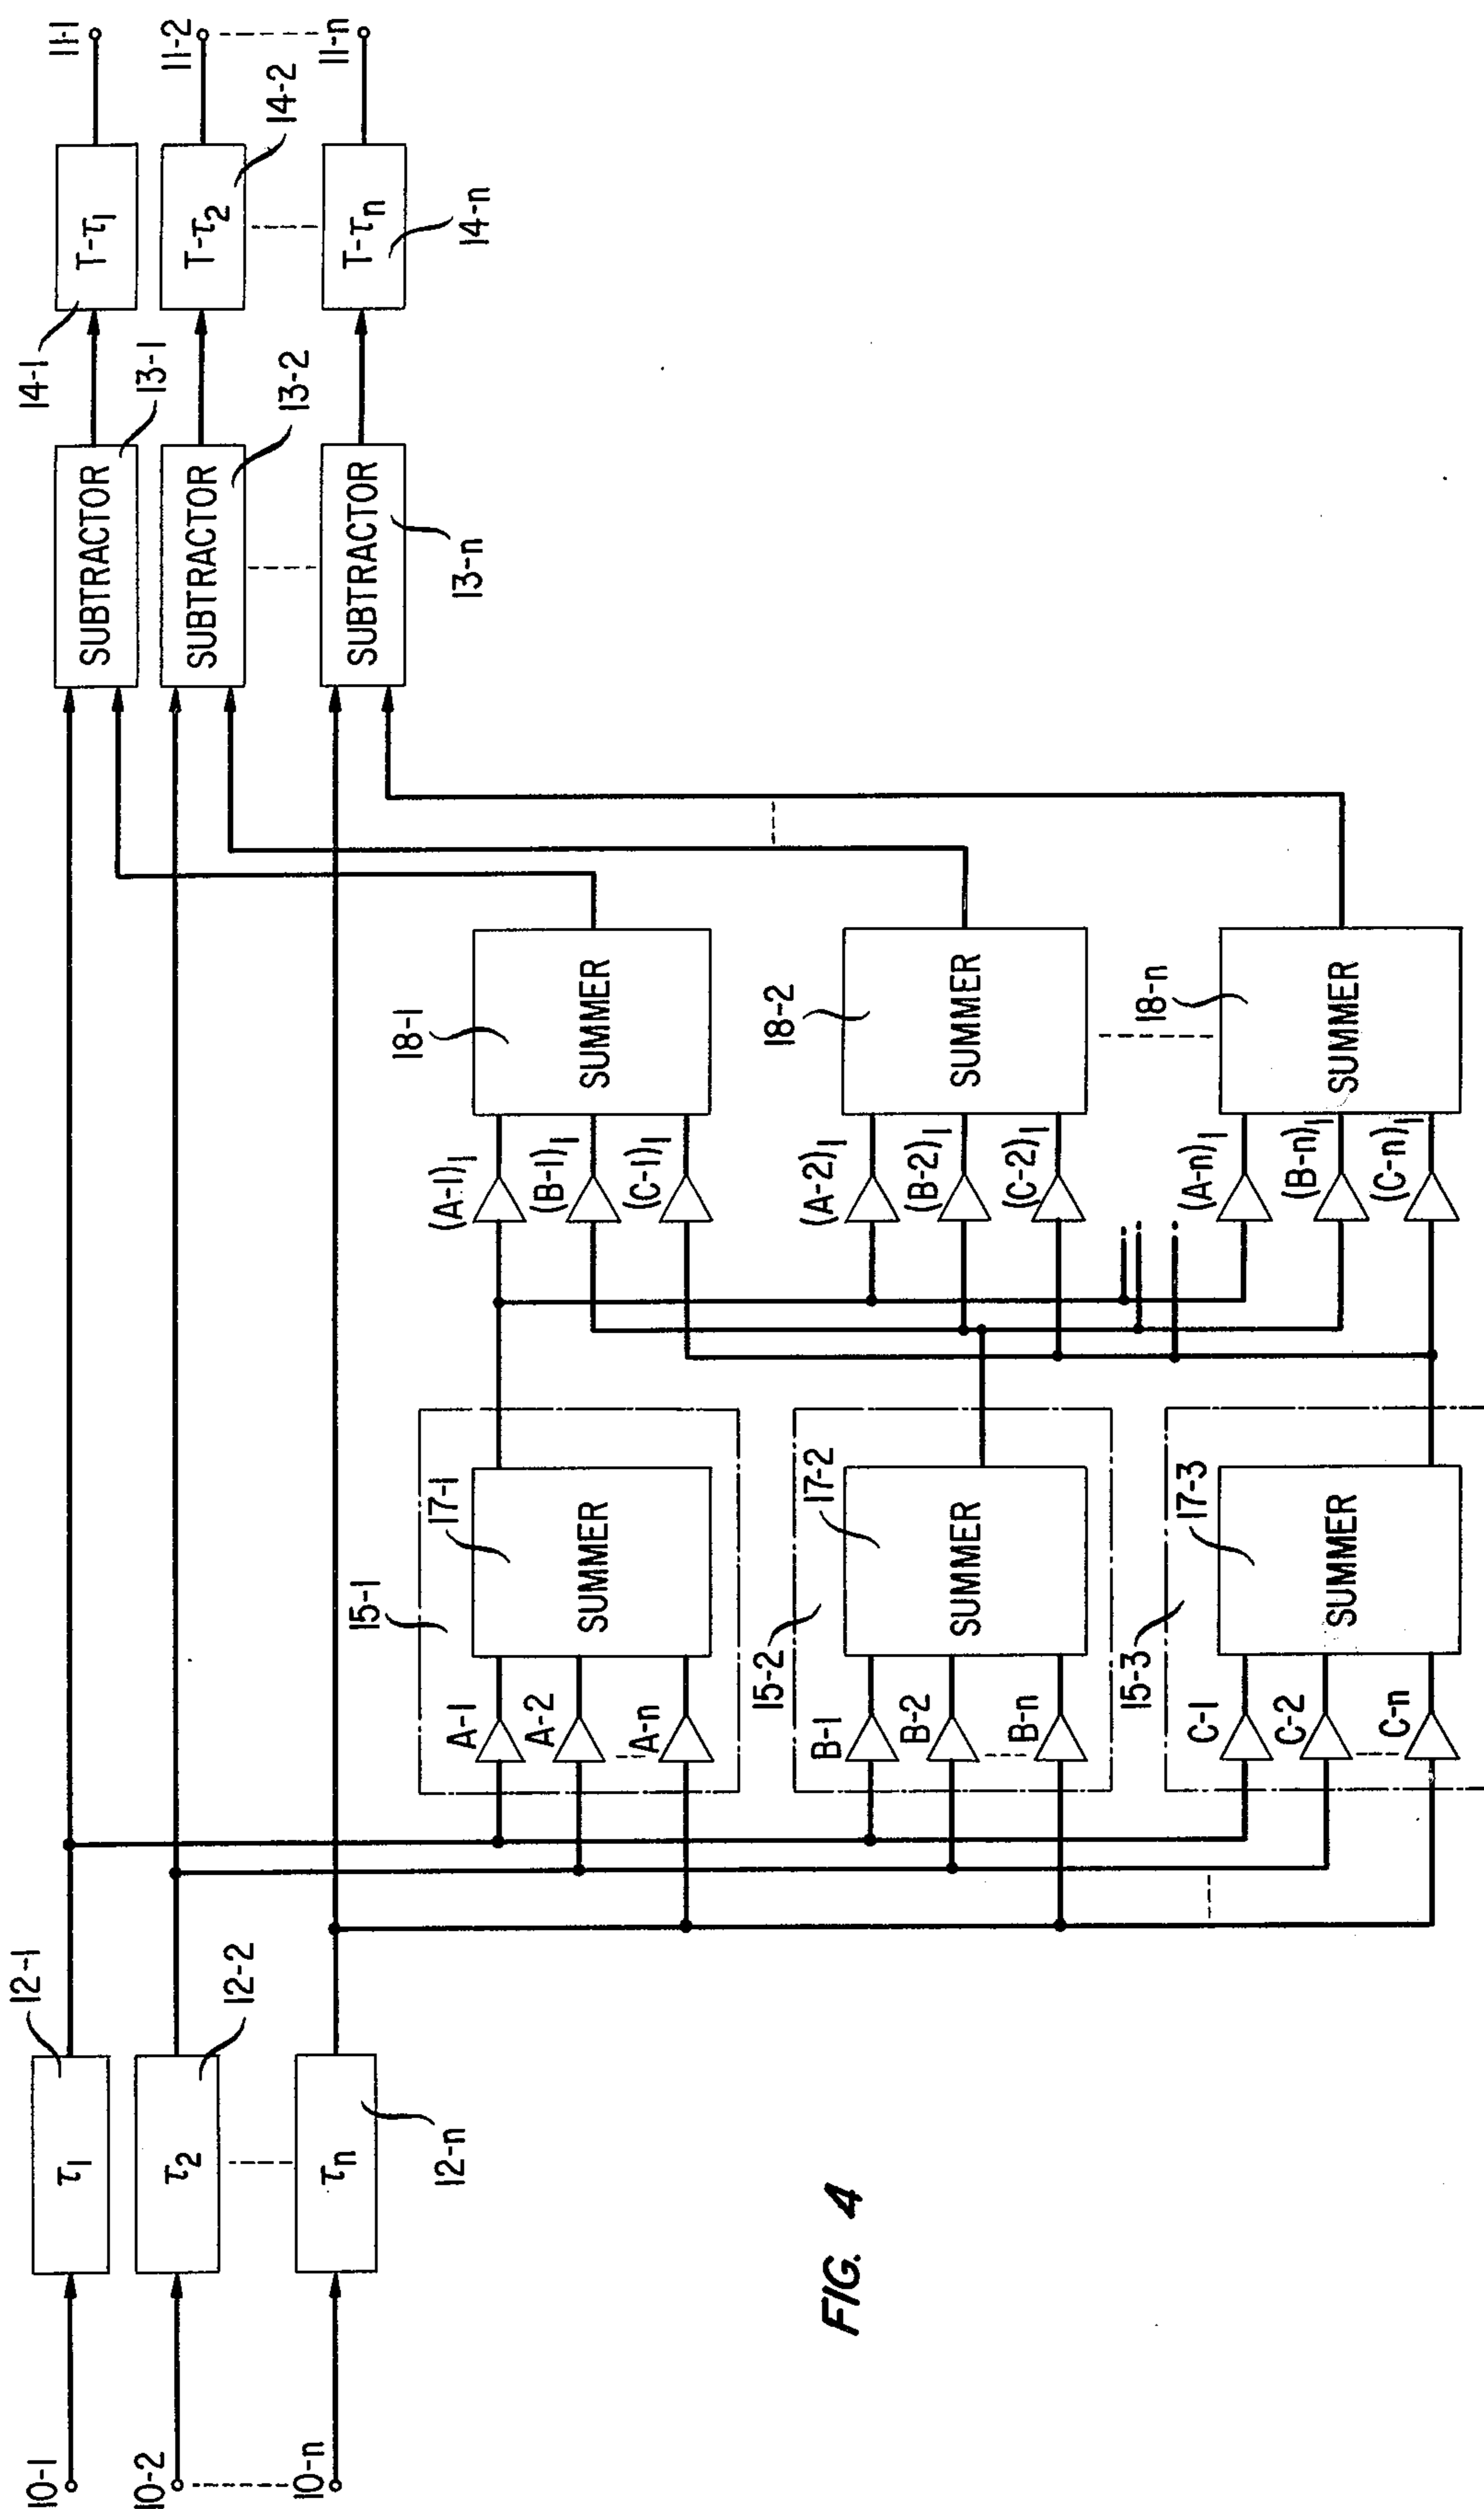 10-1
τ1
12-1
14-1
SUBTRACTOR
13-1
T-τ1
11-1
10-2
τ2
12-2
SUBTRACTOR
13-2
T-τ2
14-2
11-2
10-n
τn
12-n
SUBTRACTOR
13-n
T-τn
14-n
11-n
15-1
A-1
A-2
A-n
17-1
SUMMER
(A-1)1
(B-1)1
(C-1)1
18-1
SUMMER
15-2
B-1
B-2
B-n
17-2
SUMMER
(A-2)1
(B-2)1
(C-2)1
18-2
SUMMER
15-3
C-1
C-2
C-n
17-3
SUMMER
(A-n)1
(B-n)1
(C-n)1
18-n
SUMMER
FIG. 4